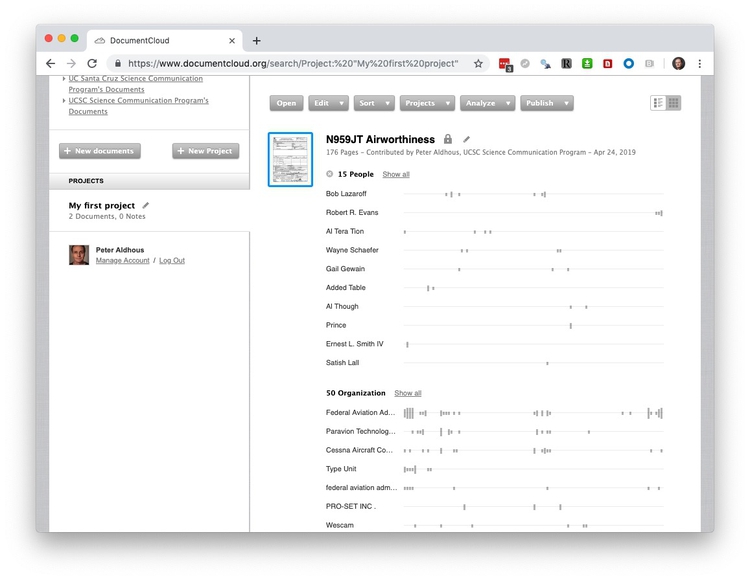 DocumentCloud
https://www.documentcloud.org/search/Project:%20"My%20first%20project"
3
UC Santa Cruz Science Communication
Program's Documents
UCSC Science Communication Program's
Documents
New documents
New Project
PROJECTS
My first project
2 Documents, 0 Notes
Peter Aldhous
Manage Account / Log Out
Open Edit Sort Projects Analyze Publish
N959JT Airworthiness
176 Pages – Contributed by Peter Aldhous, UCSC Science Communication Program – Apr 24, 2019
15 People Show all
Bob Lazaroff
Robert R. Evans
Al Tera Tion
Wayne Schaefer
Gail Gewain
Added Table
Al Though
Prince
Ernest L. Smith IV
Satish Lall
50 Organization Show all
Federal Aviation Ad...
Paravion Technolog...
Cessna Aircraft Co...
Type Unit
federal aviation adm...
PRO-SET INC .
Wescam